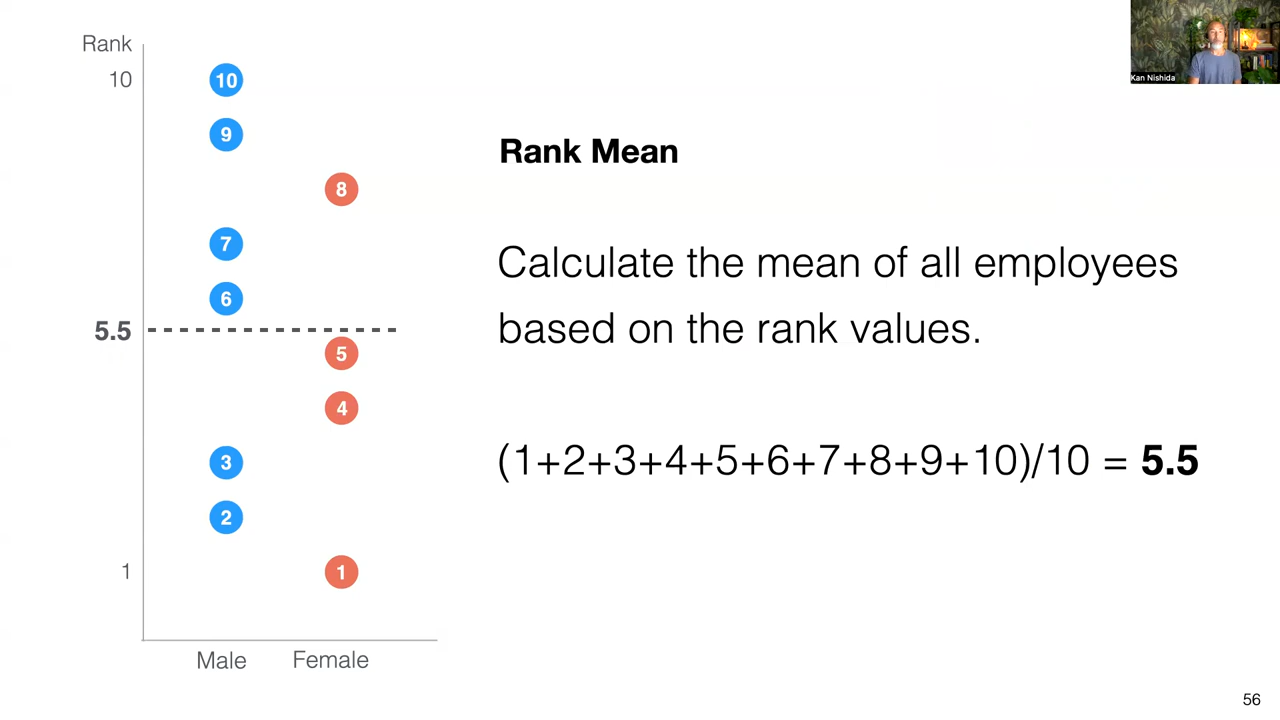 Rank
10
10
9
8
7
6
5.5
5
4
3
2
1
1
Male Female
Rank Mean
Calculate the mean of all employees
based on the rank values.
(1+2+3+4+5+6+7+8+9+10)/10 = 5.5
Kan Nishida
56